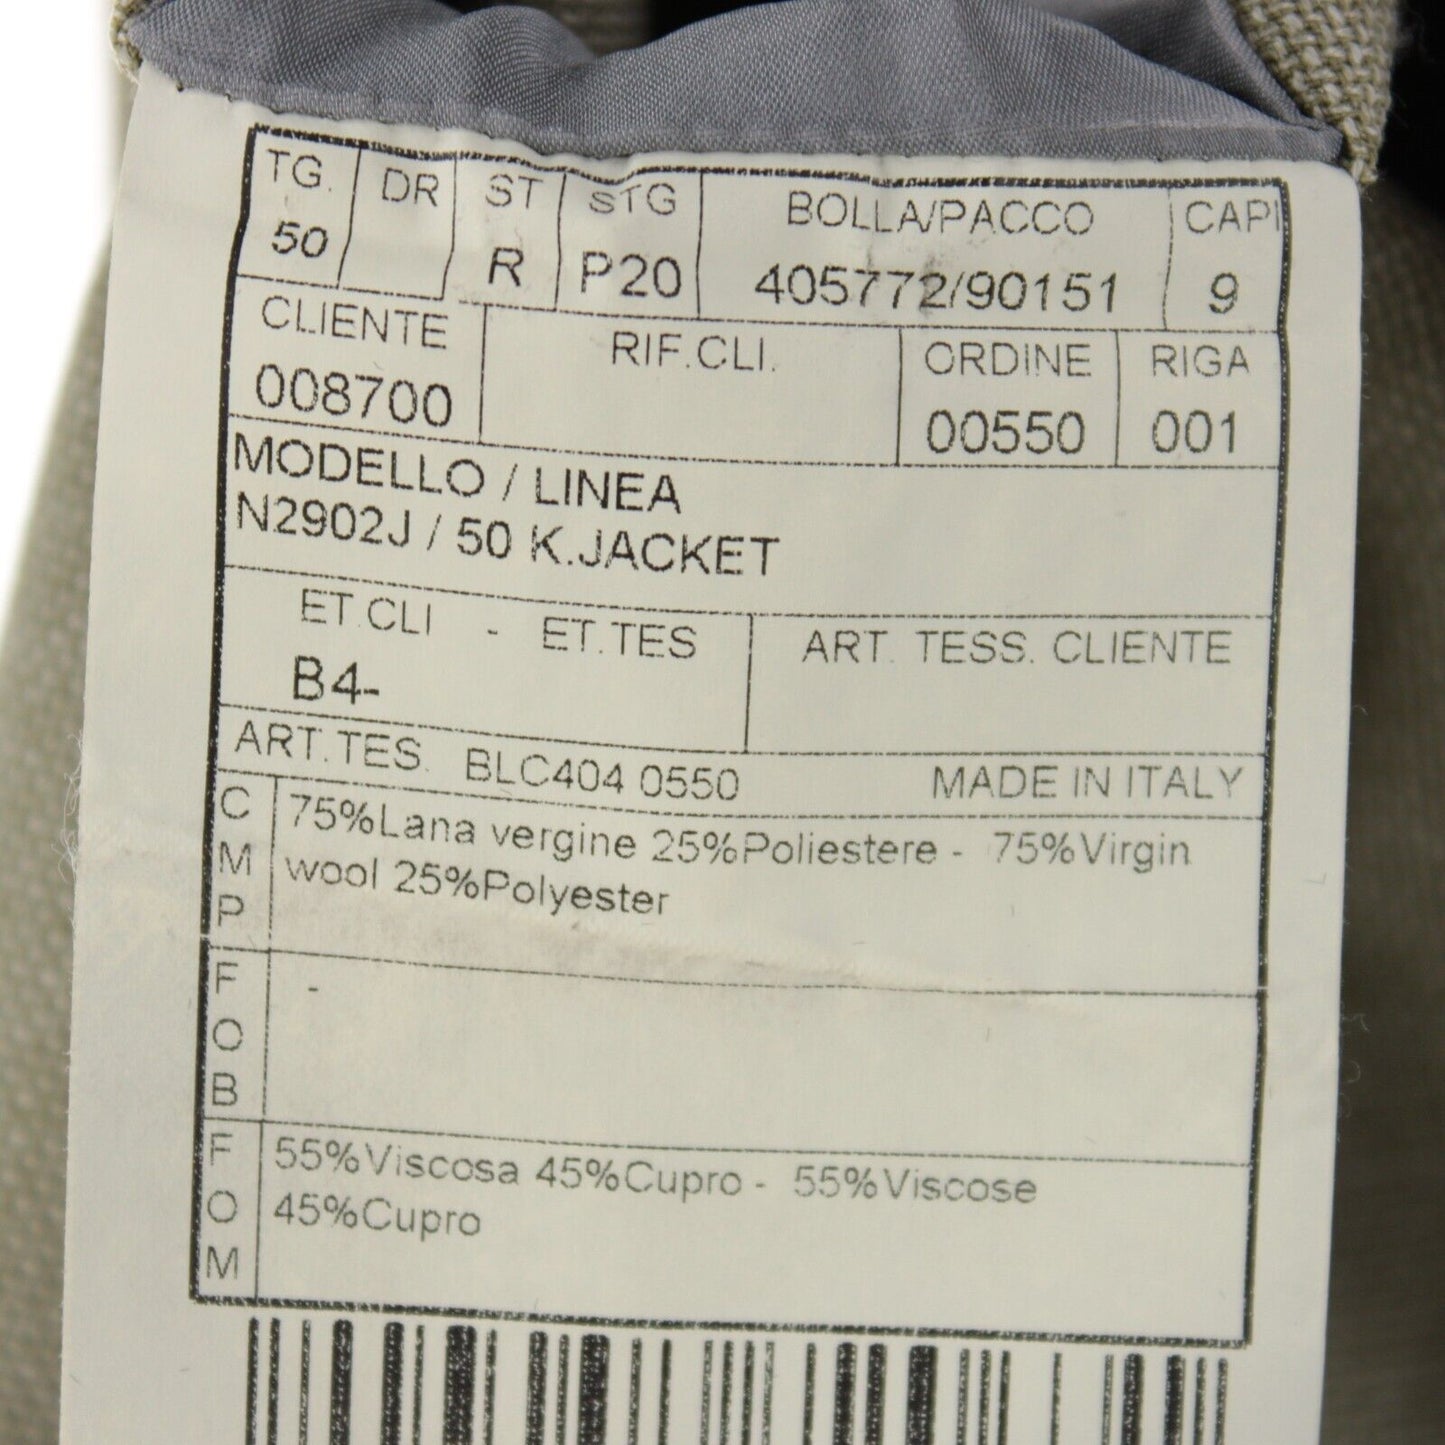 TG. DR ST STG BOLLA/PACCO CAPI
50 R P20 405772/90151 9
CLIENTE RIF.CLI. ORDINE RIGA
008700 00550 001
MODELLO / LINEA
N2902J / 50 K.JACKET
ET.CLI - ET.TES ART. TESS. CLIENTE
B4-
ART.TES. BLC404 0550 MADE IN ITALY
CMP 75%Lana vergine 25%Poliestere - 75%Virgin
wool 25%Polyester
FOB -
FOM 55%Viscosa 45%Cupro - 55%Viscose
45%Cupro